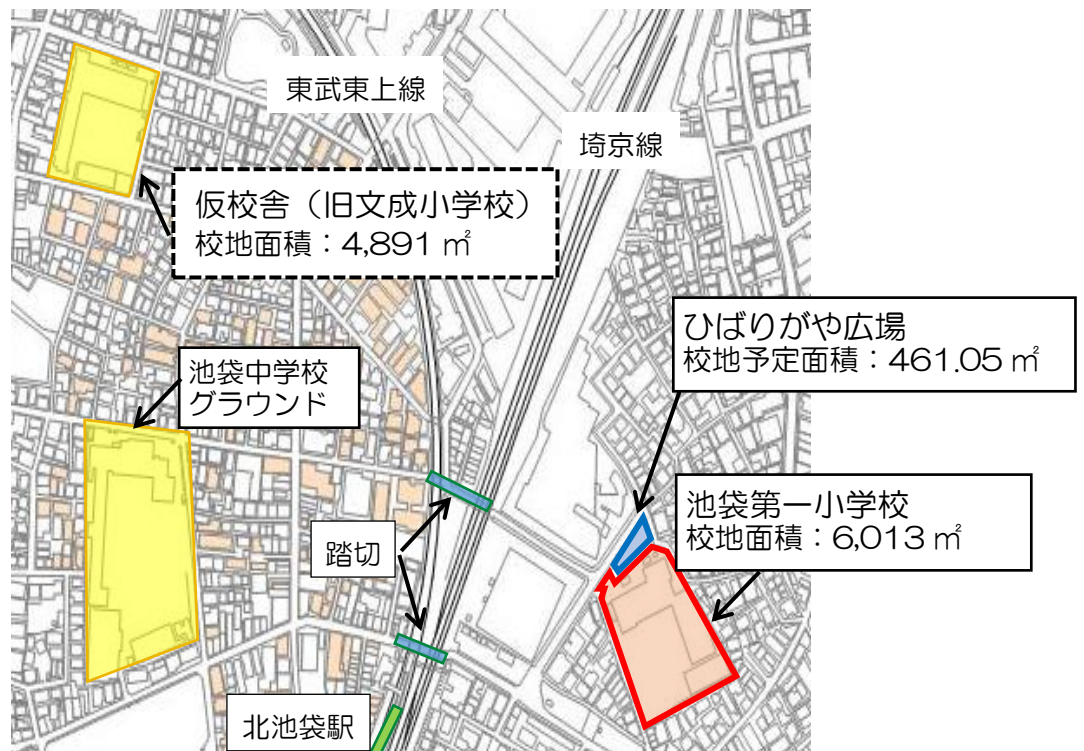 東武東上線
埼京線
仮校舎（旧文成小学校）
校地面積：4,891 ㎡
ひばりがや広場
校地予定面積：461.05 ㎡
池袋中学校
グラウンド
池袋第一小学校
校地面積：6,013 ㎡
踏切
北池袋駅